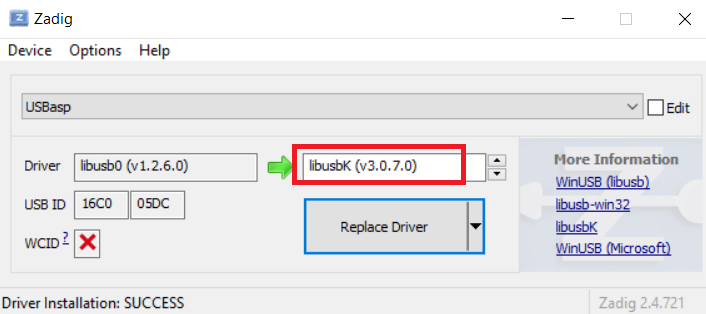 Zadig
Device Options Help
USBasp
Edit
Driver libusb0 (v1.2.6.0) libusbK (v3.0.7.0)
USB ID 16C0 05DC
WCID ?
Replace Driver
More Information
WinUSB (libusb)
libusb-win32
libusbK
WinUSB (Microsoft)
Driver Installation: SUCCESS
Zadig 2.4.721